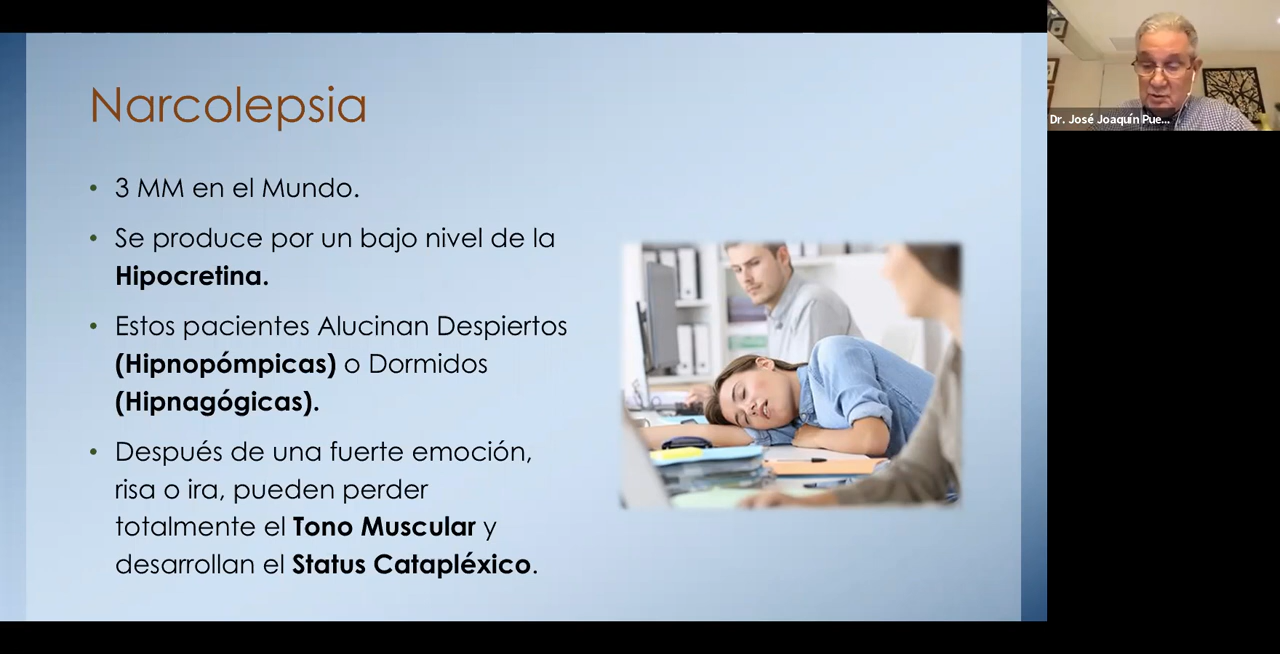 Narcolepsia
• 3 MM en el Mundo.
• Se produce por un bajo nivel de la
Hipocretina.
• Estos pacientes Alucinan Despiertos
(Hipnopómpicas) o Dormidos
(Hipnagógicas).
• Después de una fuerte emoción,
risa o ira, pueden perder
totalmente el Tono Muscular y
desarrollan el Status Catapléxico.
Dr. José Joaquín Pue...